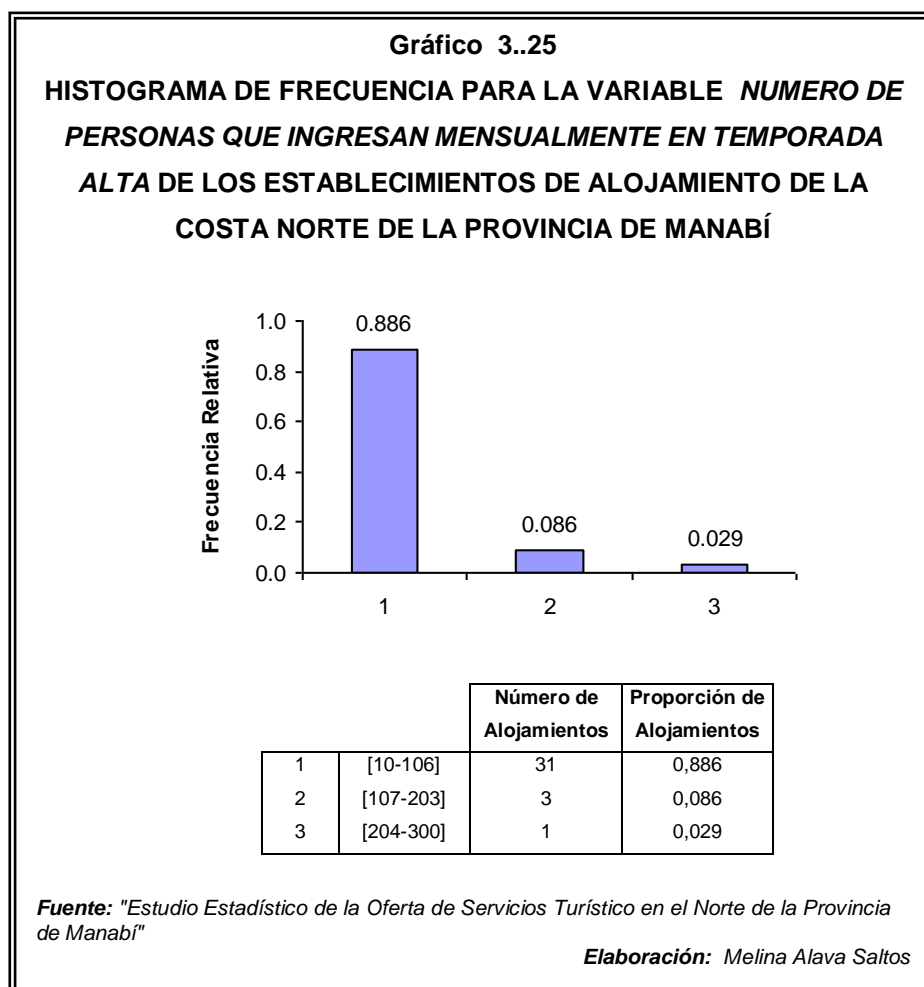 Gráfico 3..25
HISTOGRAMA DE FRECUENCIA PARA LA VARIABLE NUMERO DE
PERSONAS QUE INGRESAN MENSUALMENTE EN TEMPORADA
ALTA DE LOS ESTABLECIMIENTOS DE ALOJAMIENTO DE LA
COSTA NORTE DE LA PROVINCIA DE MANABÍ
Frecuencia Relativa
1.0
0.8
0.6
0.4
0.2
0.0
0.886
0.086
0.029
1 2 3
Número de Proporción de
Alojamientos Alojamientos
1 [10-106] 31 0,886
2 [107-203] 3 0,086
3 [204-300] 1 0,029
Fuente: "Estudio Estadístico de la Oferta de Servicios Turístico en el Norte de la Provincia
de Manabí"
Elaboración: Melina Alava Saltos